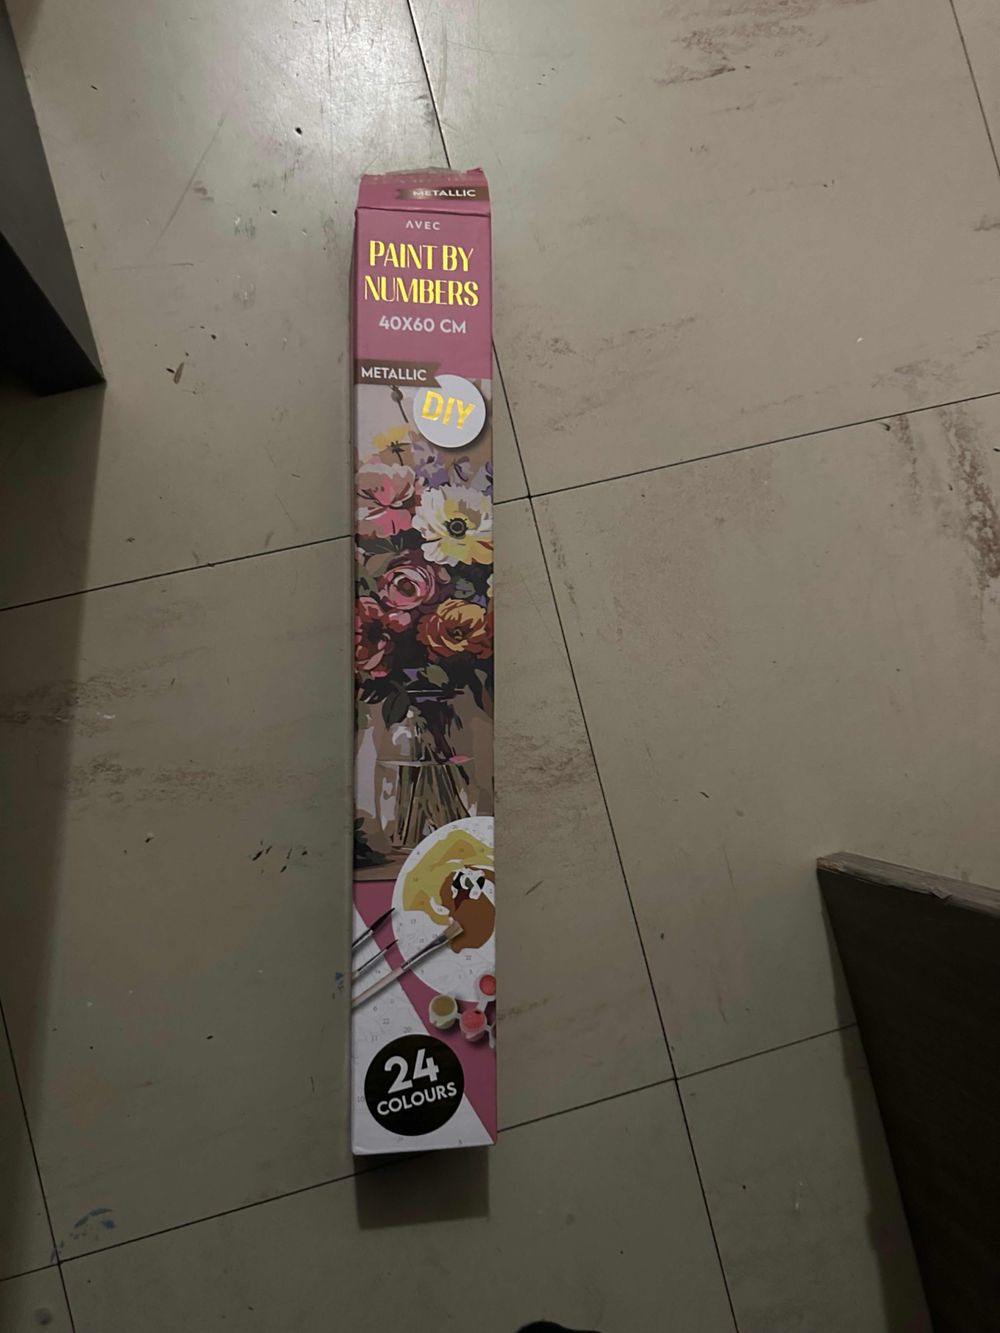 METALLIC
AVEC
PAINT BY
NUMBERS
40X60 CM
METALLIC
DIY
24
COLOURS